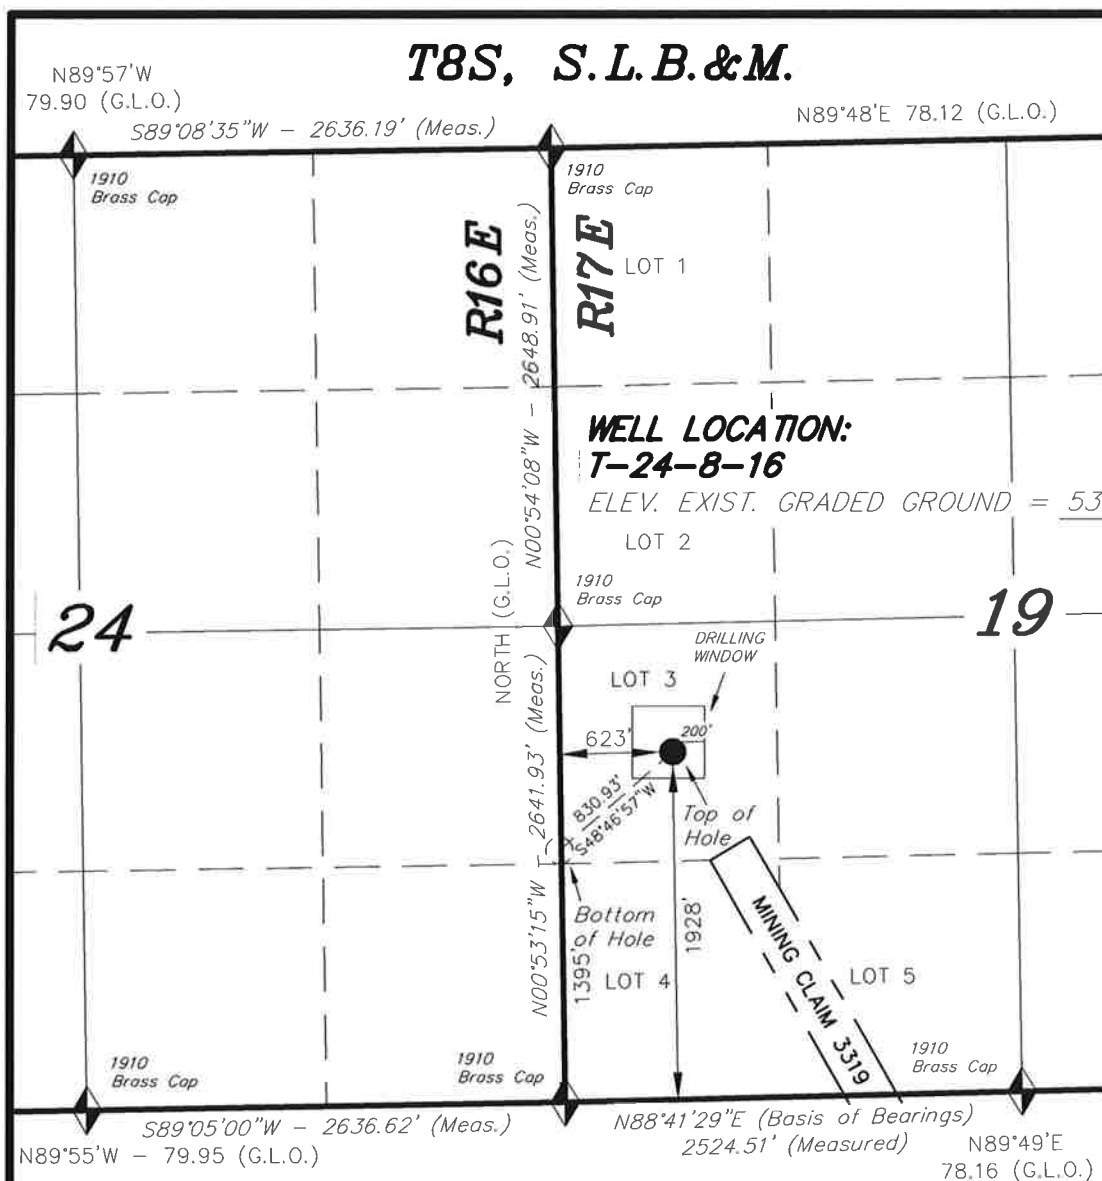 T8S, S.L.B.&M.
N89°57'W
79.90 (G.L.O.)
S89°08'35"W - 2636.19' (Meas.)
N89°48'E 78.12 (G.L.O.)
1910
Brass Cap
1910
Brass Cap
R16E
R17E
LOT 1
N00°54'08"W - 2648.91' (Meas.)
WELL LOCATION:
T-24-8-16
ELEV. EXIST. GRADED GROUND = 53
LOT 2
NORTH (G.L.O.)
1910
Brass Cap
24
19
DRILLING
WINDOW
LOT 3
623'
200'
N00°53'15"W - 2641.93' (Meas.)
830.93'
S48°46'57"W
Top of
Hole
Bottom
of Hole
1395'
1928'
LOT 4
MINING CLAIM 3319
LOT 5
1910
Brass Cap
1910
Brass Cap
1910
Brass Cap
S89°05'00"W - 2636.62' (Meas.)
N88°41'29"E (Basis of Bearings)
2524.51' (Measured)
N89°55'W - 79.95 (G.L.O.)
N89°49'E
78.16 (G.L.O.)